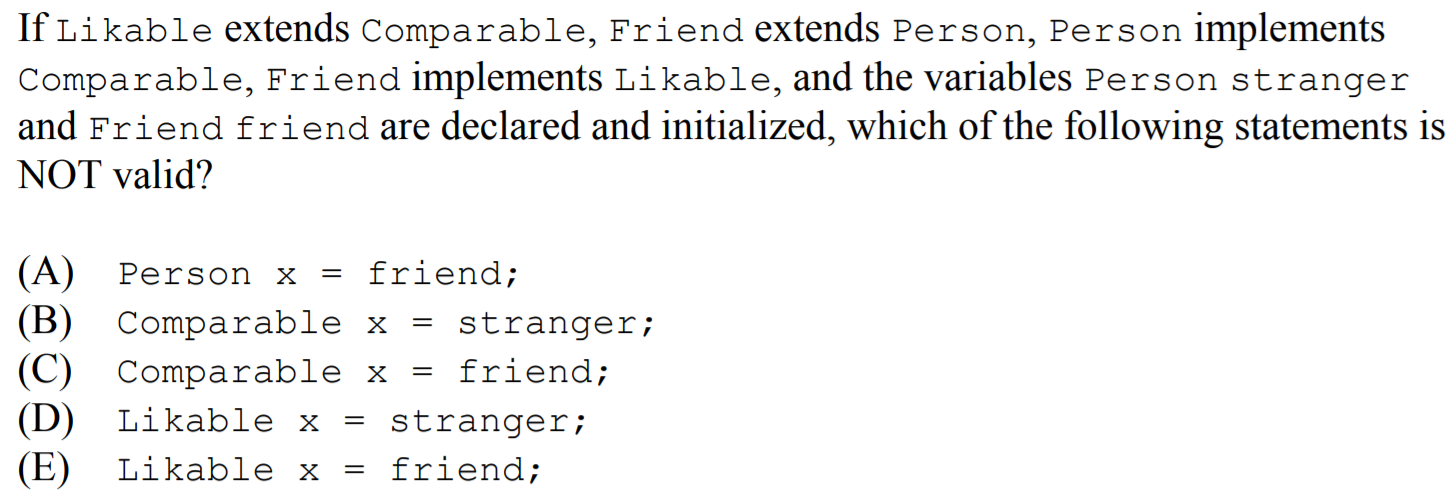 If Likable extends Comparable, Friend extends Person, Person implements
Comparable, Friend implements Likable, and the variables Person stranger
and Friend friend are declared and initialized, which of the following statements is
NOT valid?
(A) Person x = friend;
(B) Comparable x = stranger;
(C) Comparable x = friend;
(D) Likable x = stranger;
(E) Likable x = friend;